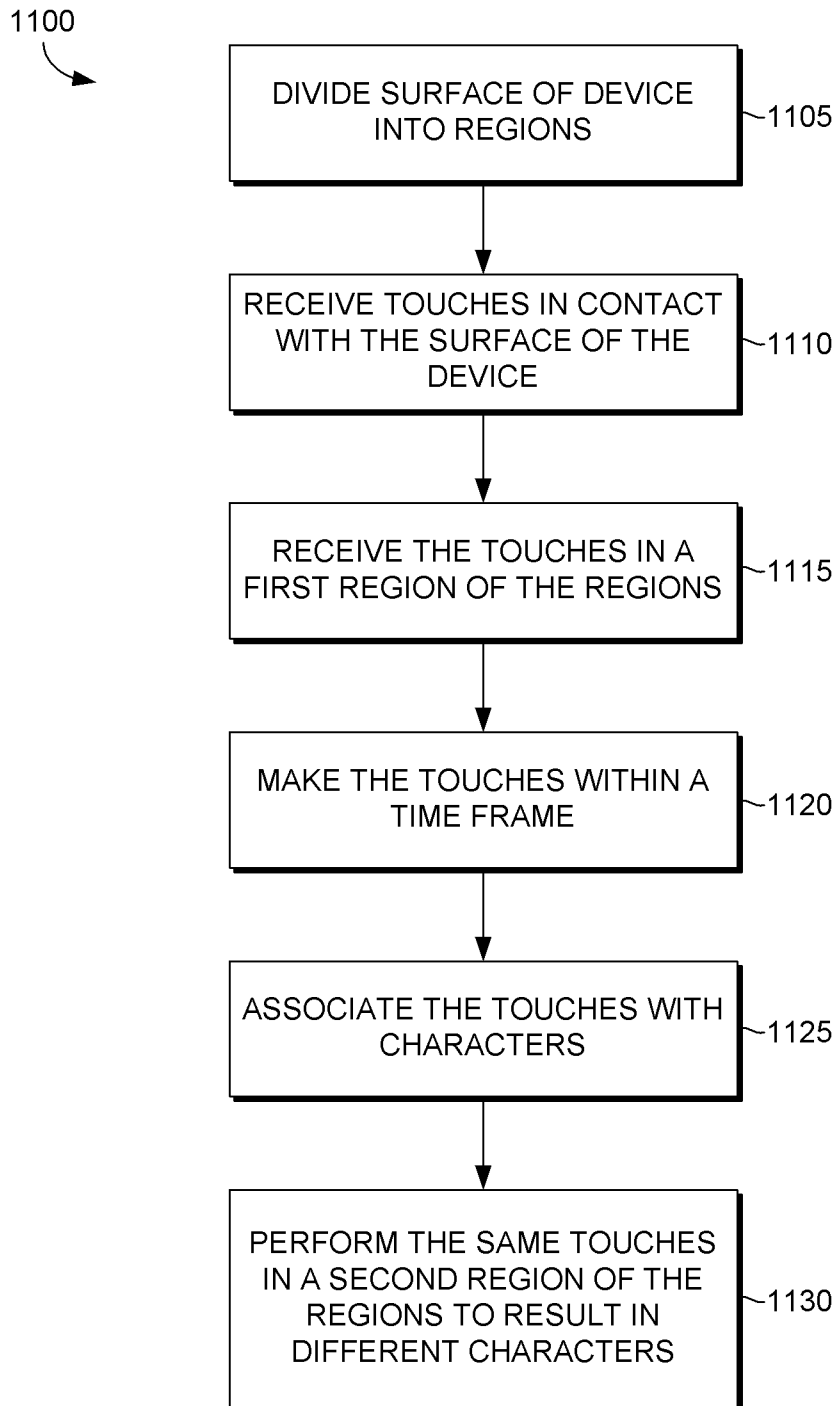 1100
DIVIDE SURFACE OF DEVICE
INTO REGIONS
1105
RECEIVE TOUCHES IN CONTACT
WITH THE SURFACE OF THE
DEVICE
1110
RECEIVE THE TOUCHES IN A
FIRST REGION OF THE REGIONS
1115
MAKE THE TOUCHES WITHIN A
TIME FRAME
1120
ASSOCIATE THE TOUCHES WITH
CHARACTERS
1125
PERFORM THE SAME TOUCHES
IN A SECOND REGION OF THE
REGIONS TO RESULT IN
DIFFERENT CHARACTERS
1130